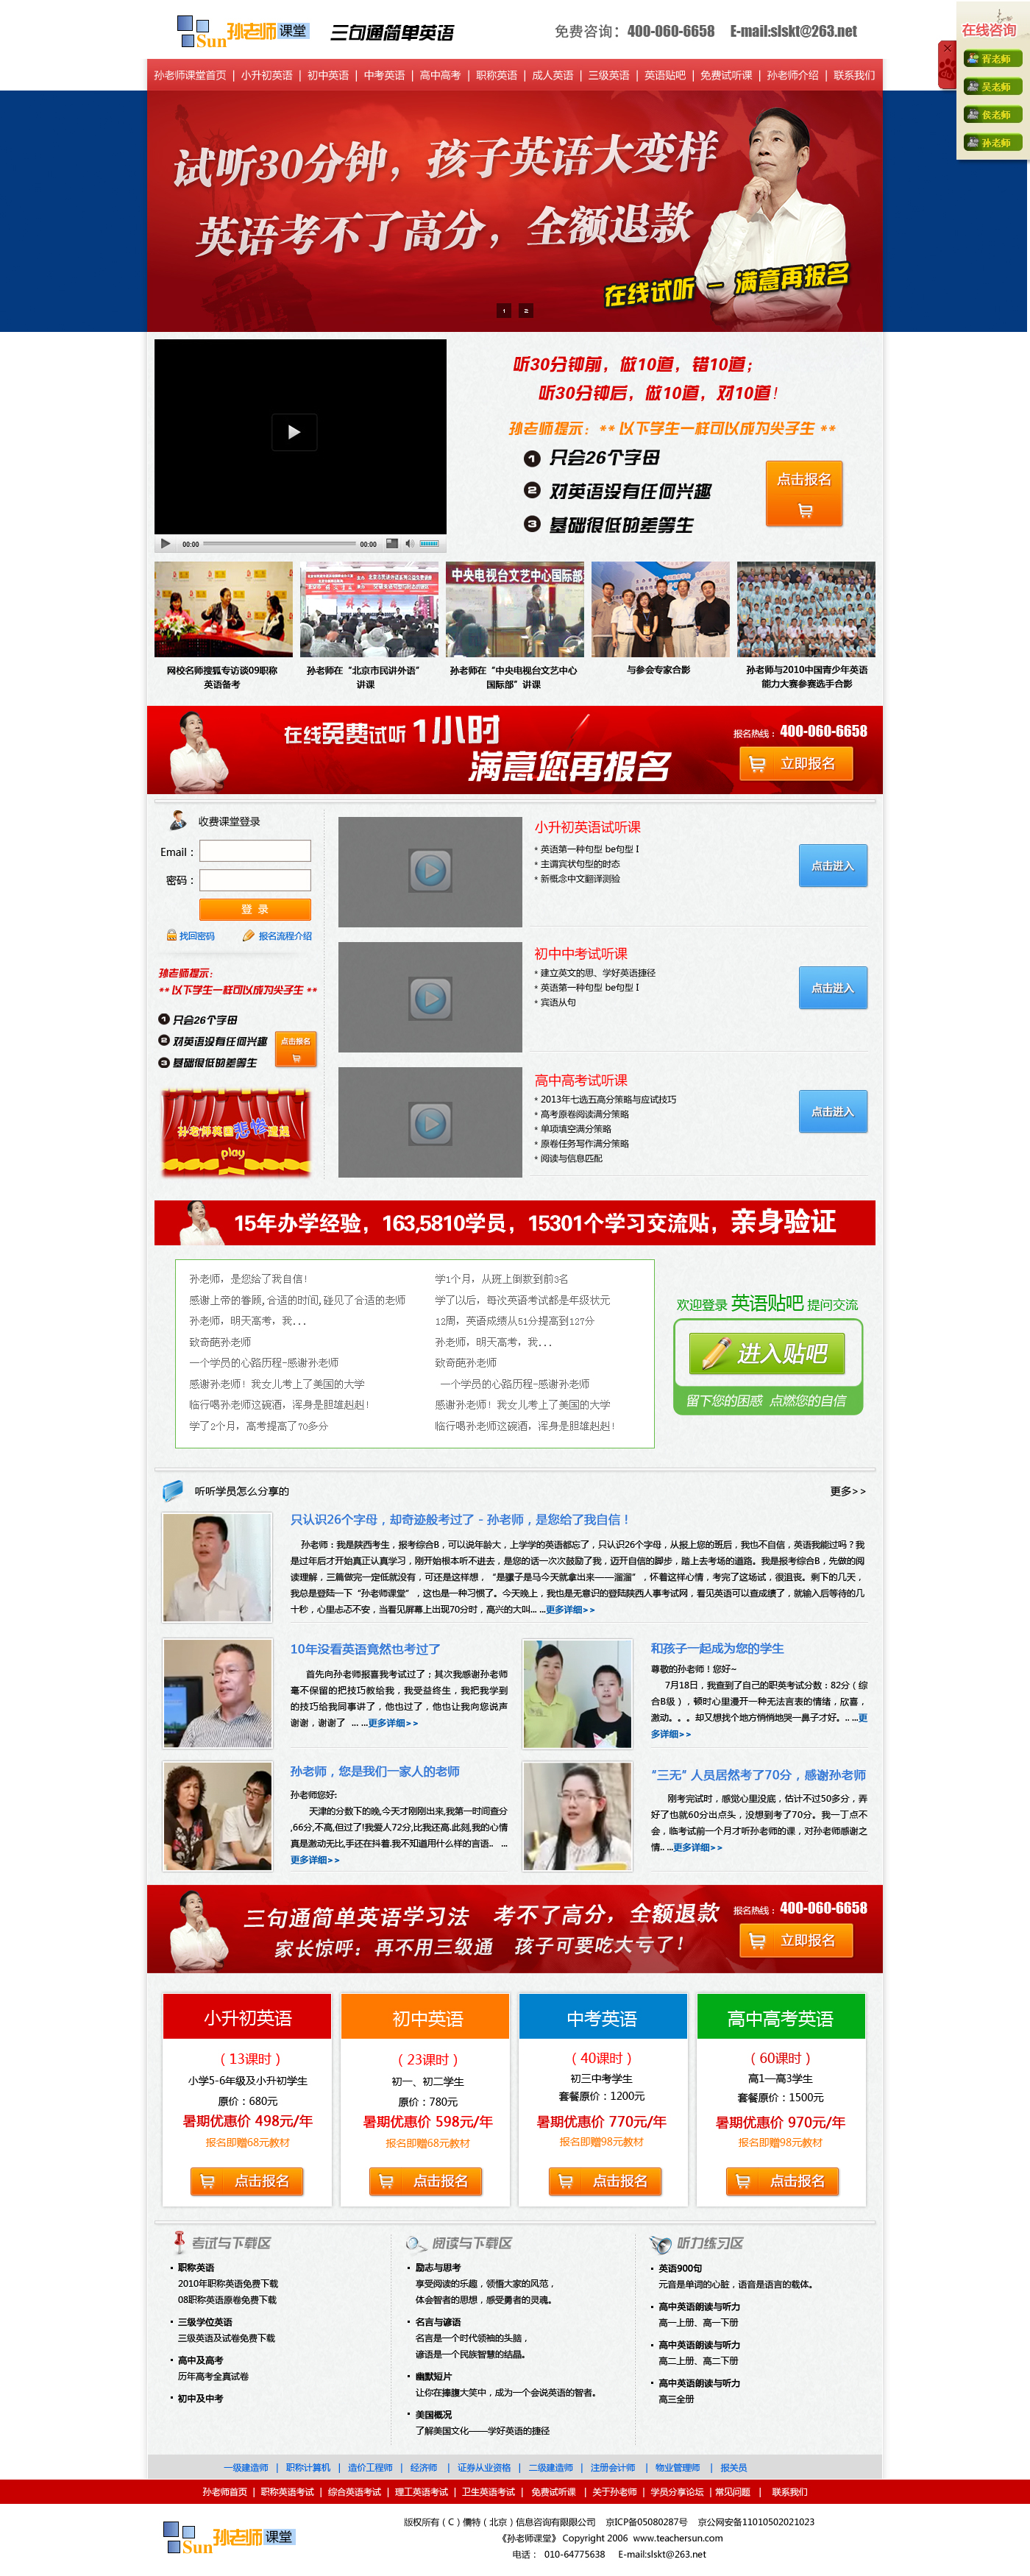 Sun孙老师课堂
三句通简单英语
免费咨询：400-060-6658 E-mail:slskt@263.net
在线咨询
胥老师
吴老师
侯老师
孙老师
孙老师课堂首页 | 小升初英语 | 初中英语 | 中考英语 | 高中高考 | 职称英语 | 成人英语 | 三级英语 | 英语贴吧 | 免费试听课 | 孙老师介绍 | 联系我们
试听30分钟，孩子英语大变样
英语考不了高分，全额退款
在线试听 - 满意再报名
1 2
听30分钟前，做10道，错10道；
听30分钟后，做10道，对10道！
孙老师提示：** 以下学生一样可以成为尖子生 **
1 只会26个字母
2 对英语没有任何兴趣
3 基础很低的差等生
点击报名
00:00 00:00
中央电视台文艺中心国际部
网校名师搜狐专访谈09职称
英语备考
孙老师在“北京市民讲外语”
讲课
孙老师在“中央电视台文艺中心
国际部”讲课
与参会专家合影
孙老师与2010中国青少年英语
能力大赛参赛选手合影
在线免费试听 1小时
满意您再报名
报名热线：400-060-6658
立即报名
收费课堂登录
Email：
密码：
登 录
找回密码 报名流程介绍
孙老师提示：
** 以下学生一样可以成为尖子生 **
1 只会26个字母
2 对英语没有任何兴趣
3 基础很低的差等生
点击报名
孙老师英国悲惨遭遇
play
小升初英语试听课
* 英语第一种句型 be句型 I
* 主谓宾状句型的时态
* 新概念中文翻译测验
点击进入
初中中考试听课
* 建立英文的思、学好英语捷径
* 英语第一种句型 be句型 I
* 宾语从句
点击进入
高中高考试听课
* 2013年七选五高分策略与应试技巧
* 高考原卷阅读满分策略
* 单项填空满分策略
* 原卷任务写作满分策略
* 阅读与信息匹配
点击进入
15年办学经验，163,5810学员，15301个学习交流贴，亲身验证
孙老师，是您给了我自信！
感谢上帝的眷顾,合适的时间,碰见了合适的老师
孙老师，明天高考，我...
致奇葩孙老师
一个学员的心路历程-感谢孙老师
感谢孙老师！我女儿考上了美国的大学
临行喝孙老师这碗酒，浑身是胆雄赳赳！
学了2个月，高考提高了70多分
学1个月，从班上倒数到前3名
学了以后，每次英语考试都是年级状元
12周，英语成绩从51分提高到127分
孙老师，明天高考，我...
致奇葩孙老师
一个学员的心路历程-感谢孙老师
感谢孙老师！我女儿考上了美国的大学
临行喝孙老师这碗酒，浑身是胆雄赳赳！
欢迎登录 英语贴吧 提问交流
进入贴吧
留下您的困惑 点燃您的自信
听听学员怎么分享的
更多>>
只认识26个字母，却奇迹般考过了 - 孙老师，是您给了我自信！
孙老师：我是陕西考生，报考综合B，可以说年龄大，上学学的英语都忘了，只认识26个字母，从报上您的班后，我也不自信，英语我能过吗？我
是过年后才开始真正认真学习，刚开始根本听不进去，是您的话一次次鼓励了我，迈开自信的脚步，踏上去考场的道路。我是报考综合B，先做的阅
读理解，三篇做完一定低就没有，可还是这样想，“是骡子是马今天就拿出来——溜溜”，怀着这样心情，考完了这场试，很沮丧。剩下的几天，
我总是登陆一下“孙老师课堂”，这也是一种习惯了。今天晚上，我也是无意识的登陆陕西人事考试网，看见英语可以查成绩了，就输入后等待的几
十秒，心里忐忑不安，当看见屏幕上出现70分时，高兴的大叫... ...更多详细>>
10年没看英语竟然也考过了
首先向孙老师报喜我考试过了；其次我感谢孙老师
毫不保留的把技巧教给我，我受益终生，我把我学到
的技巧给我同事讲了，他也过了，他也让我向您说声
谢谢，谢谢了 ... ...更多详细>>
和孩子一起成为您的学生
尊敬的孙老师！您好~
7月18日，我查到了自己的职英考试分数：82分（综
合B级），顿时心里漫开一种无法言表的情绪，欣喜，
激动。。。却又想找个地方悄悄地哭一鼻子才好。.. ...更
多详细>>
孙老师，您是我们一家人的老师
孙老师您好:
天津的分数下的晚,今天才刚刚出来,我第一时间查分
,66分,不高,但过了!我爱人72分,比我还高.此刻,我的心情
真是激动无比,手还在抖着.我不知道用什么样的言语.. ...
更多详细>>
“三无”人员居然考了70分，感谢孙老师
刚考完试时，感觉心里没底，估计不过50多分，弄
好了也就60分出点头，没想到考了70分。我一丁点不
会，临考试前一个月才听孙老师的课，对孙老师感谢之
情.. ...更多详细>>
三句通简单英语学习法 考不了高分，全额退款
家长惊呼：再不用三级通 孩子可要吃大亏了！
报名热线：400-060-6658
立即报名
小升初英语
（13课时）
小学5-6年级及小升初学生
原价：680元
暑期优惠价 498元/年
报名即赠68元教材
点击报名
初中英语
（23课时）
初一、初二学生
原价：780元
暑期优惠价 598元/年
报名即赠68元教材
点击报名
中考英语
（40课时）
初三中考学生
套餐原价：1200元
暑期优惠价 770元/年
报名即赠98元教材
点击报名
高中高考英语
（60课时）
高1—高3学生
套餐原价：1500元
暑期优惠价 970元/年
报名即赠98元教材
点击报名
考试与下载区
职称英语
2010年职称英语免费下载
08职称英语原卷免费下载
三级学位英语
三级英语及试卷免费下载
高中及高考
历年高考全真试卷
初中及中考
阅读与下载区
励志与思考
享受阅读的乐趣，领悟大家的风范，
体会智者的思想，感受勇者的灵魂。
名言与谚语
名言是一个时代领袖的头脑，
谚语是一个民族智慧的结晶。
幽默短片
让你在捧腹大笑中，成为一个会说英语的智者。
美国概况
了解美国文化——学好英语的捷径
听力练习区
英语900句
元音是单词的心脏，语音是语言的载体。
高中英语朗读与听力
高一上册、高一下册
高中英语朗读与听力
高二上册、高二下册
高中英语朗读与听力
高三全册
一级建造师 | 职称计算机 | 造价工程师 | 经济师 | 证券从业资格 | 二级建造师 | 注册会计师 | 物业管理师 | 报关员
孙老师首页 | 职称英语考试 | 综合英语考试 | 理工英语考试 | 卫生英语考试 | 免费试听课 | 关于孙老师 | 学员分享论坛 | 常见问题 | 联系我们
Sun孙老师课堂
版权所有（C）儞特（北京）信息咨询有限限公司 京ICP备05080287号 京公网安备11010502021023
《孙老师课堂》 Copyright 2006 www.teachersun.com
电话： 010-64775638 E-mail:slskt@263.net